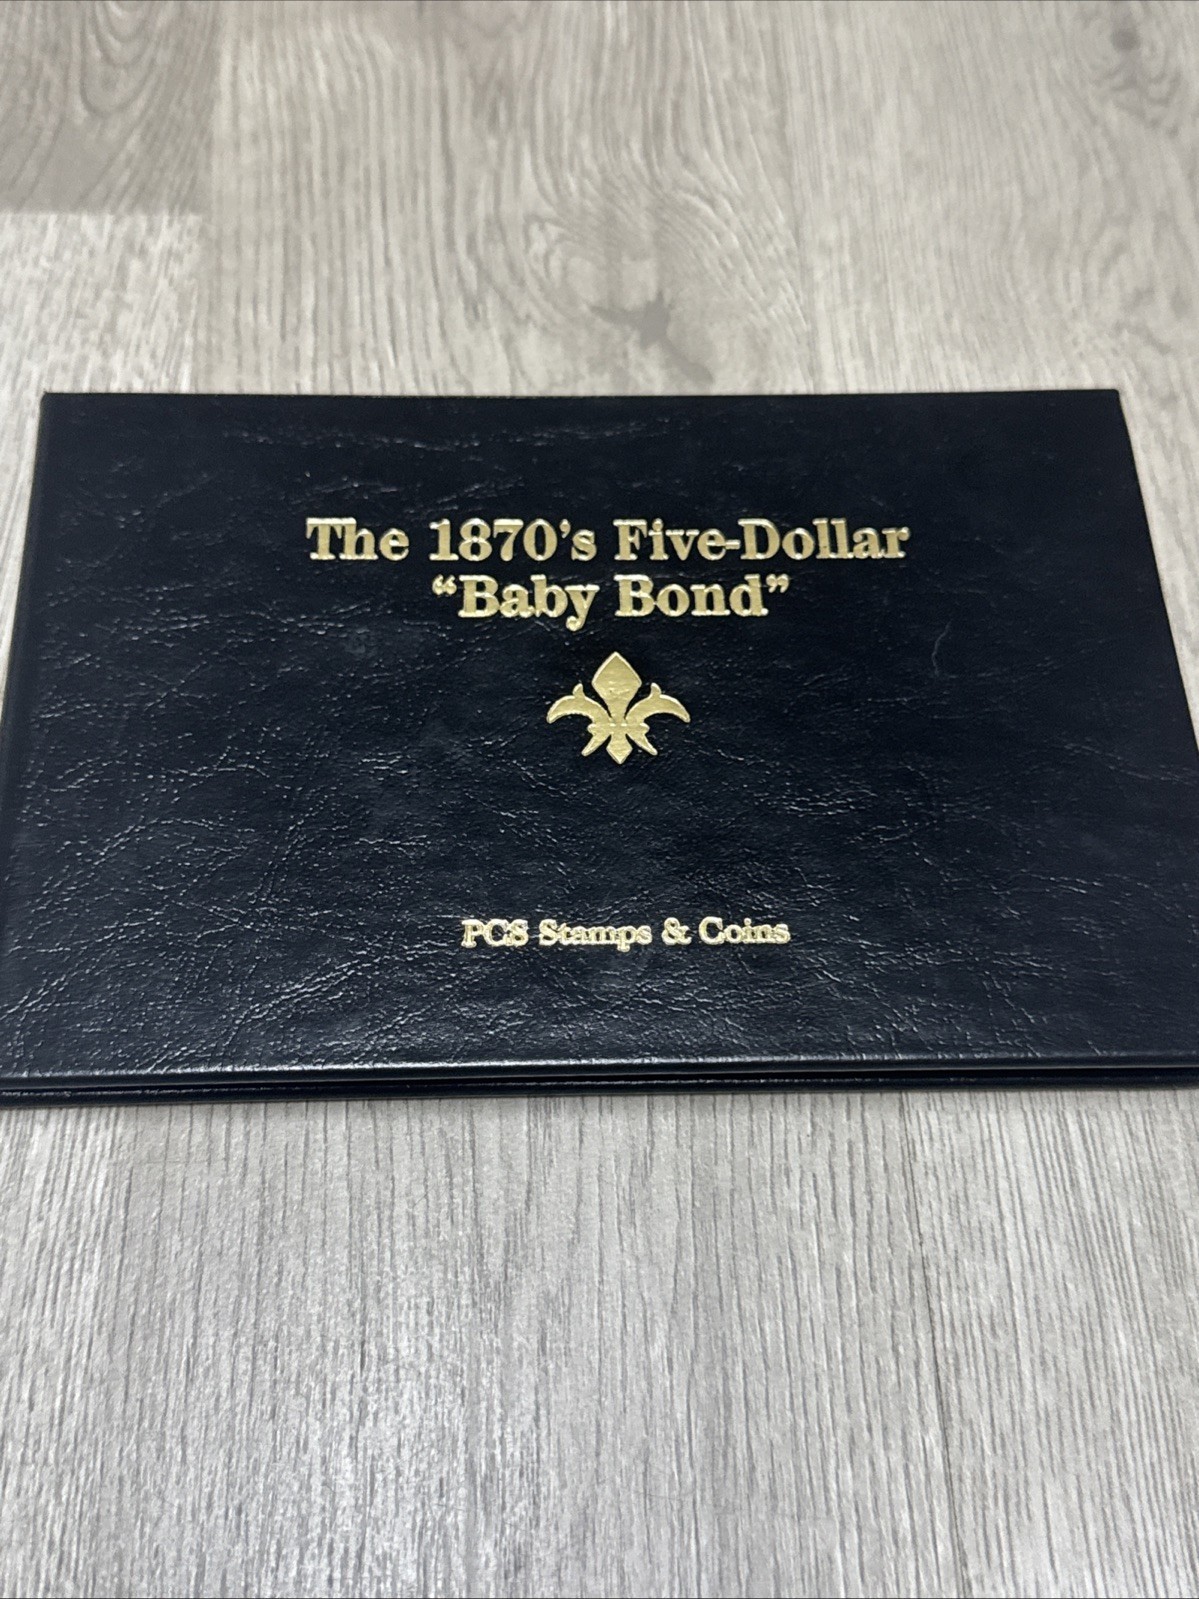 The 1870's Five-Dollar
“Baby Bond”
PCS Stamps & Coins